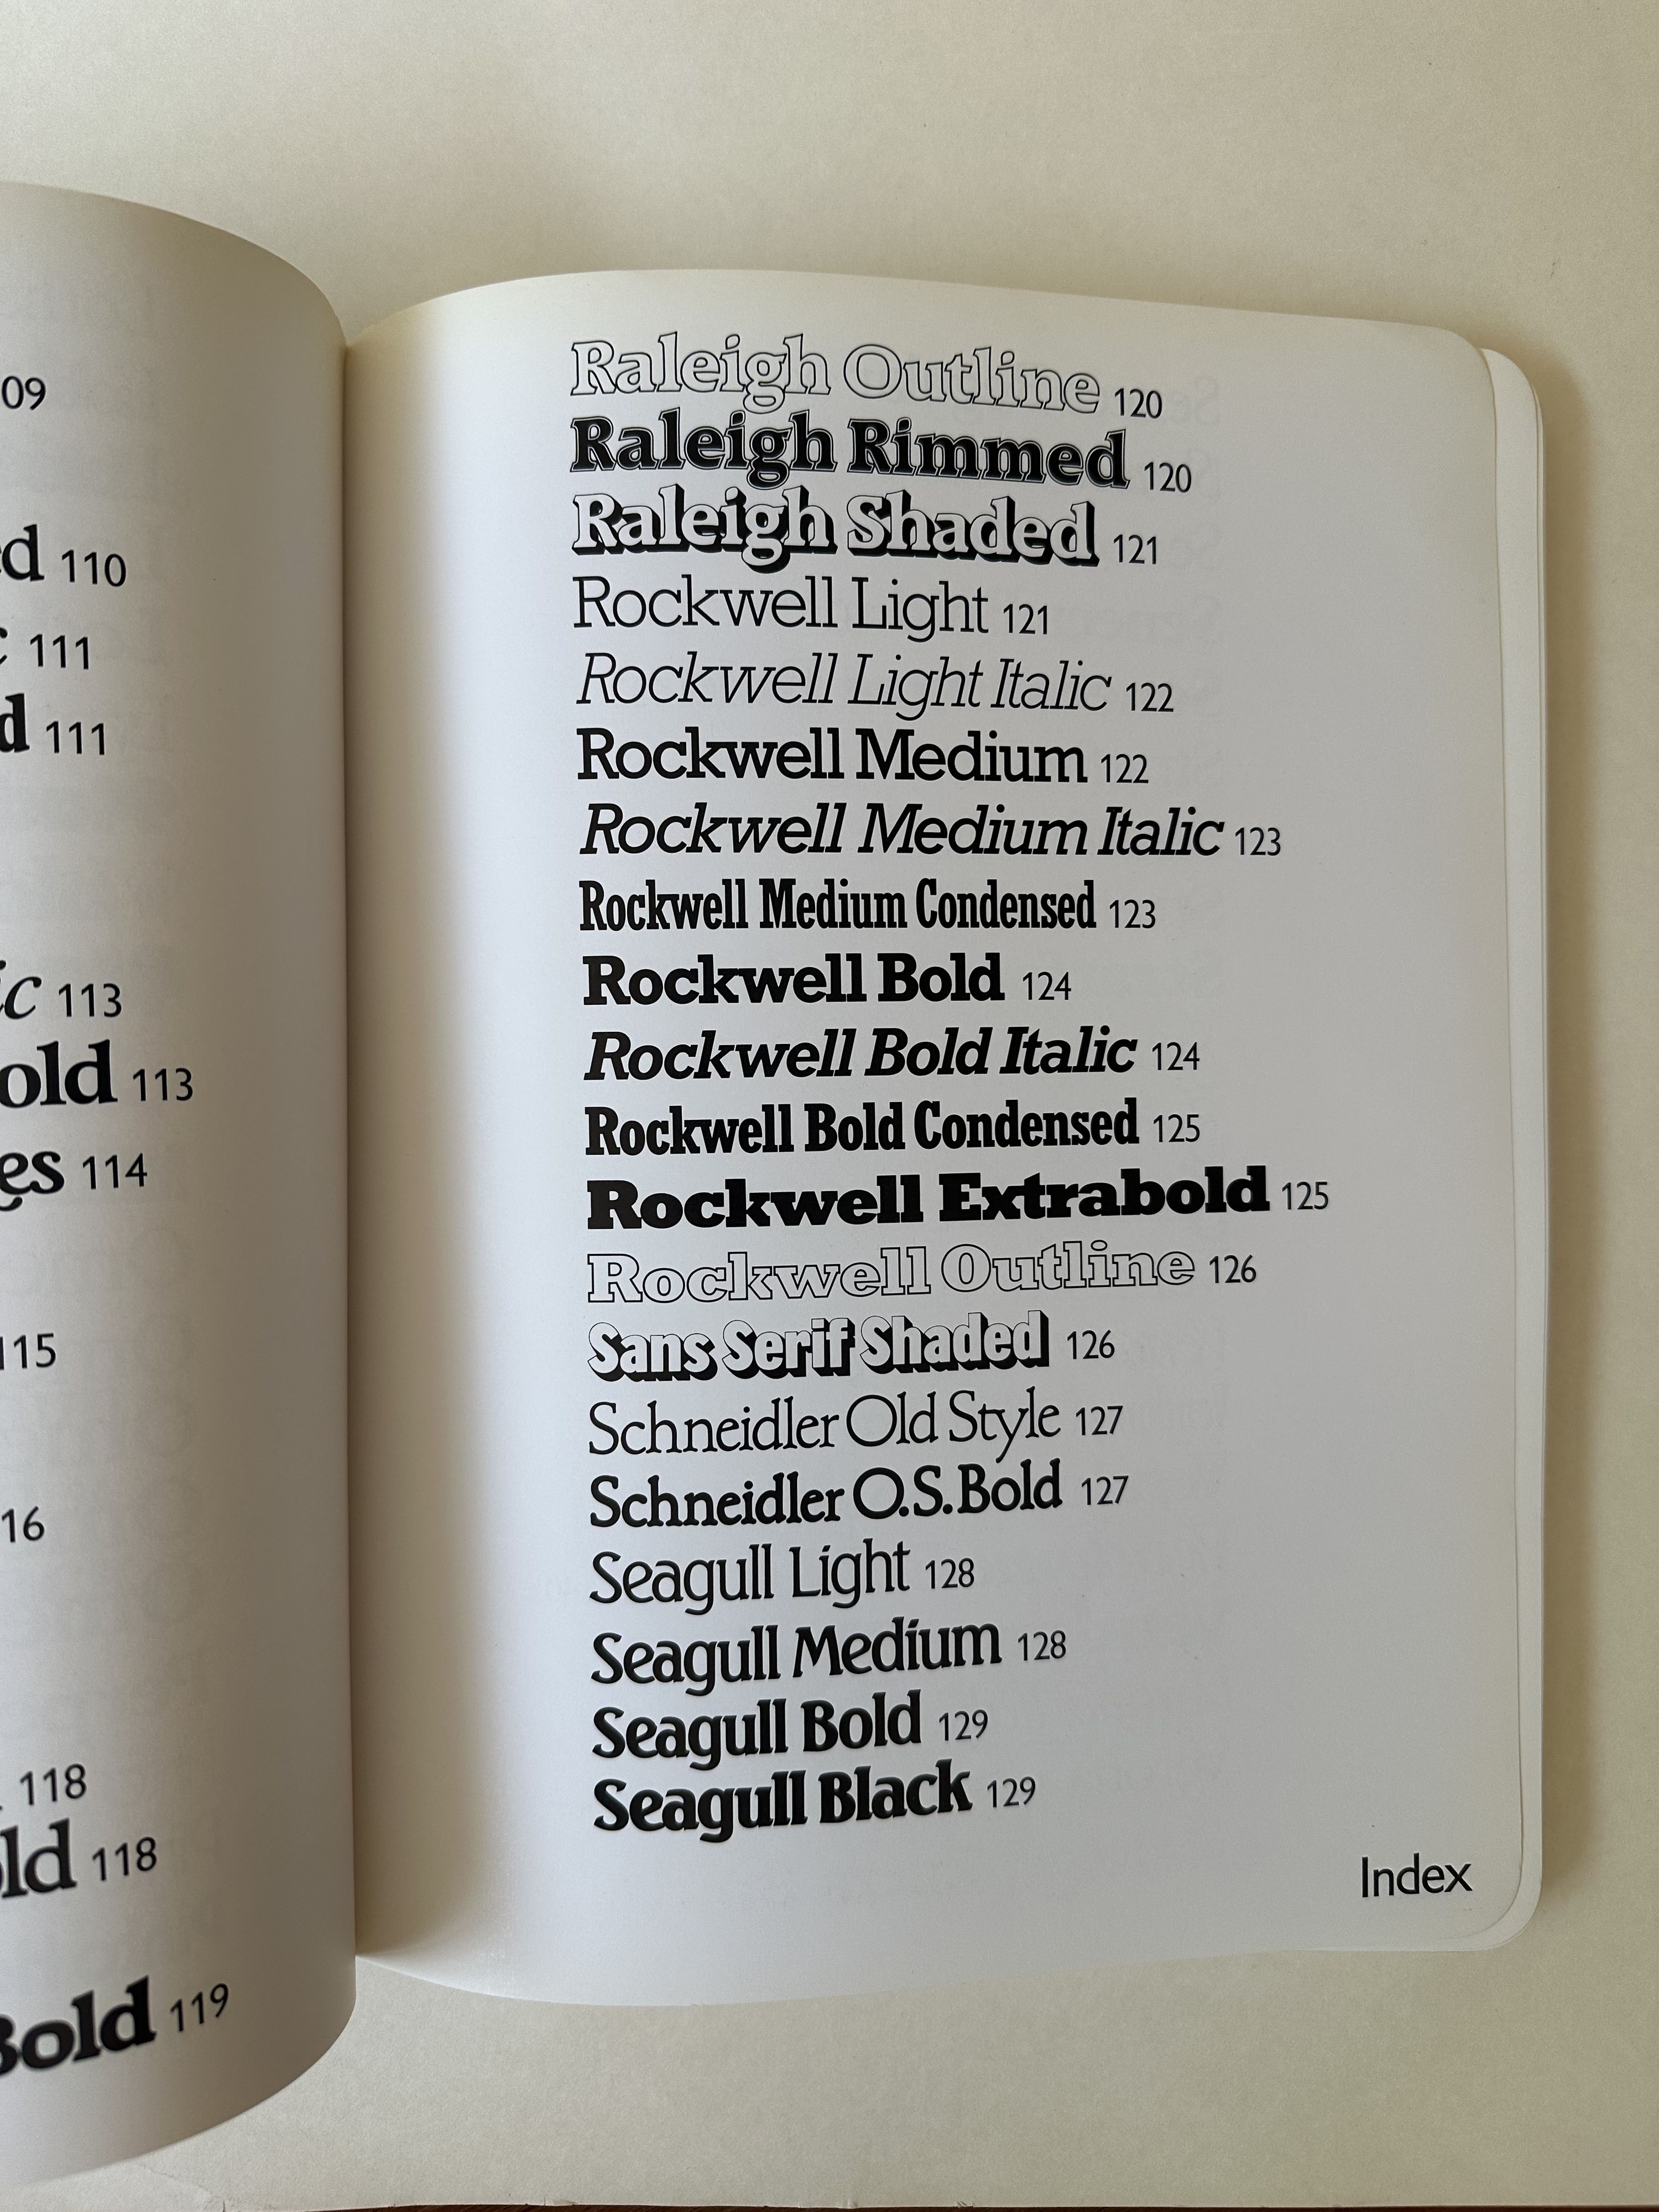 09
110
111
111
113
old 113
114
115
16
118
118
Bold 119
Raleigh Outline 120
Raleigh Rimmed 120
Raleigh Shaded 121
Rockwell Light 121
Rockwell Light Italic 122
Rockwell Medium 122
Rockwell Medium Italic 123
Rockwell Medium Condensed 123
Rockwell Bold 124
Rockwell Bold Italic 124
Rockwell Bold Condensed 125
Rockwell Extrabold 125
Rockwell Outline 126
Sans Serif Shaded 126
Schneidler Old Style 127
Schneidler O.S. Bold 127
Seagull Light 128
Seagull Medium 128
Seagull Bold 129
Seagull Black 129
Index